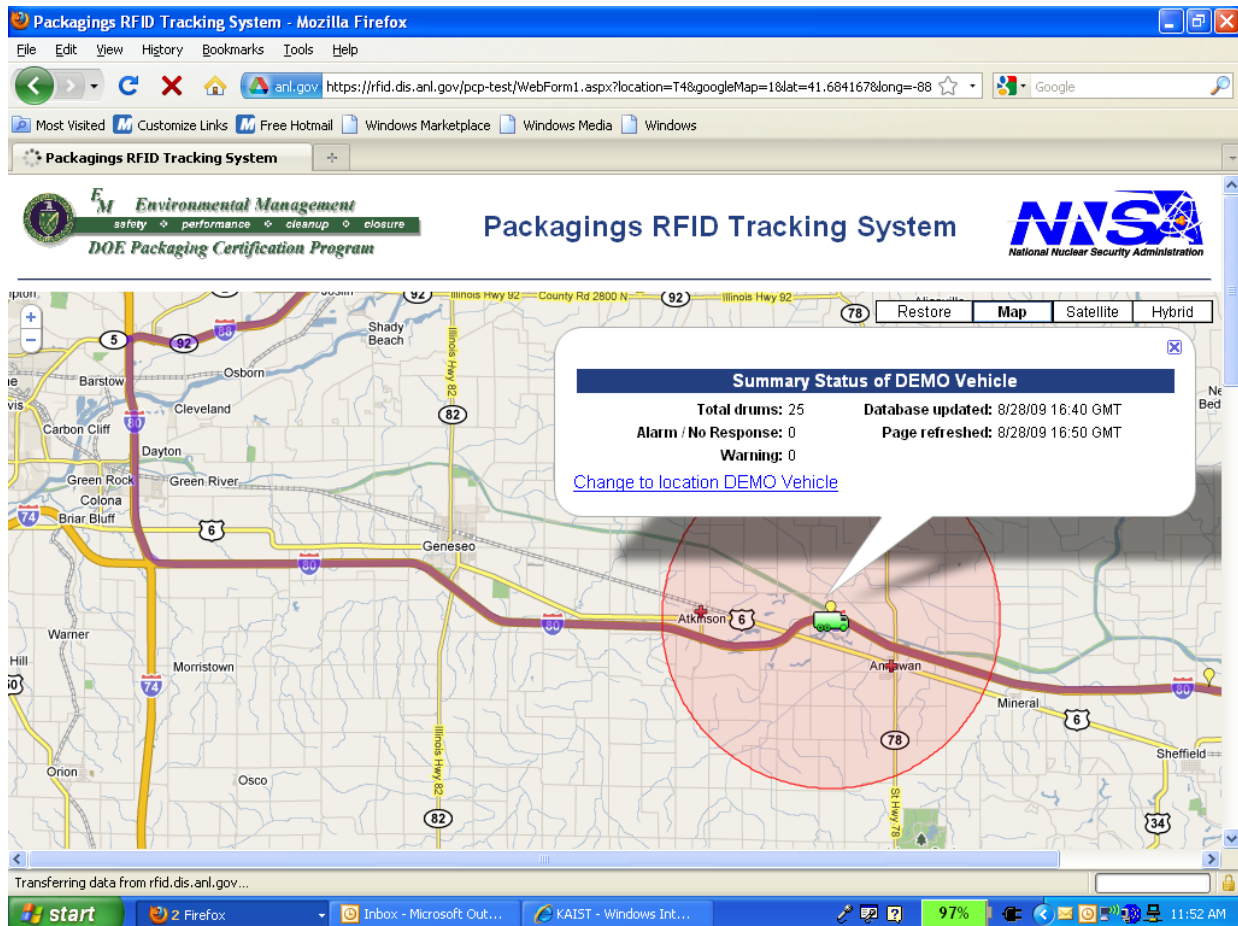 Packagings RFID Tracking System - Mozilla Firefox
File Edit View History Bookmarks Tools Help
anl.gov https://rfid.dis.anl.gov/pcp-test/WebForm1.aspx?location=T4&googleMap=1&lat=41.684167&long=-88 Google
Most Visited Customize Links Free Hotmail Windows Marketplace Windows Media Windows
Packagings RFID Tracking System
EM Environmental Management
safety performance cleanup closure
DOE Packaging Certification Program
Packagings RFID Tracking System
NNSA
National Nuclear Security Administration
Restore Map Satellite Hybrid
Summary Status of DEMO Vehicle
Total drums: 25 Database updated: 8/28/09 16:40 GMT
Alarm / No Response: 0 Page refreshed: 8/28/09 16:50 GMT
Warning: 0
Change to location DEMO Vehicle
92
Illinois Hwy 92
County Rd 2800 N
92
Illinois Hwy 92
78
Shady Beach
88
5
92
Osborn
Barstow
Illinois Hwy 82
Cleveland
82
Carbon Cliff
80
Dayton
Green Rock
Green River
Colona
74
Briar Bluff
6
Geneseo
80
80
Atkinson
6
Annawan
Warner
Hill
Morristown
74
Mineral
80
6
78
Sheffield
Orion
Osco
Illinois Hwy 82
82
St Hwy 78
34
Transferring data from rfid.dis.anl.gov...
start 2 Firefox Inbox - Microsoft Out... KAIST - Windows Int... 97% 11:52 AM